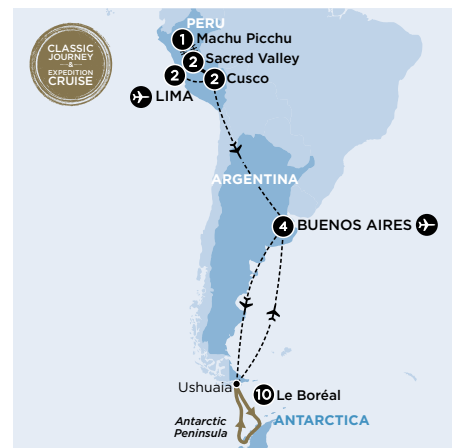 CLASSIC
JOURNEY
&
EXPEDITION
CRUISE
PERU
1 Machu Picchu
2 Sacred Valley
2
2 Cusco
LIMA
ARGENTINA
4 BUENOS AIRES
Ushuaia
10 Le Boréal
Antarctic
Peninsula
ANTARCTICA